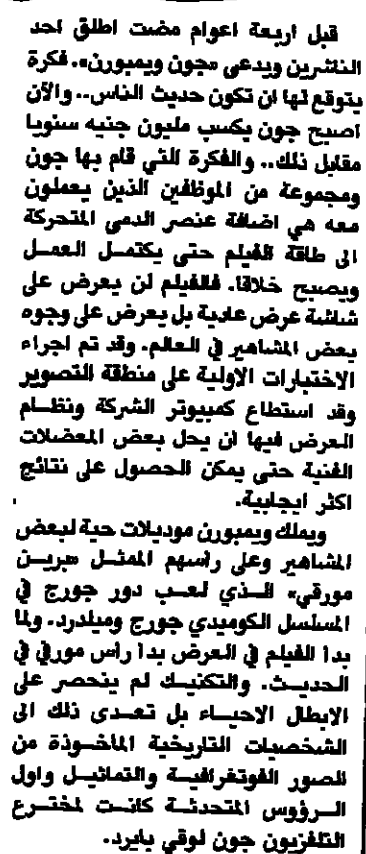 قبل اربعة اعوام مضت اطلق احد
الناشرين ويدعى «جون ويمبورن». فكرة
يتوقع لها ان تكون حديث الناس.. والآن
اصبح جون يكسب مليون جنيه سنويا
مقابل ذلك.. والفكرة التي قام بها جون
ومجموعة من الموظفين الذين يعملون
معه هي اضافة عنصر الدمى المتحركة
الى طاقة الفيلم حتى يكتمل العمل
ويصبح خلاقا. فالفيلم لن يعرض على
شاشة عرض عادية بل يعرض على وجوه
بعض المشاهير في العالم. وقد تم اجراء
الاختبارات الاولية على منطقة التصوير
وقد استطاع كمبيوتر الشركة ونظام
العرض فيها ان يحل بعض المعضلات
الفنية حتى يمكن الحصول على نتائج
اكثر ايجابية.
ويملك ويمبورن موديلات حية لبعض
المشاهير وعلى راسهم الممثل «برين
مورفي» الذي لعب دور جورج في
المسلسل الكوميدي جورج وميلدرد. ولما
بدا الفيلم في العرض بدا راس مورفي في
الحديث. والتكنيك لم ينحصر على
الابطال الاحياء بل تعدى ذلك الى
الشخصيات التاريخية الماخوذة من
الصور الفوتغرافية والتماثيل واول
الرؤوس المتحدثة كانت لمخترع
التلفزيون جون لوقي بايرد.